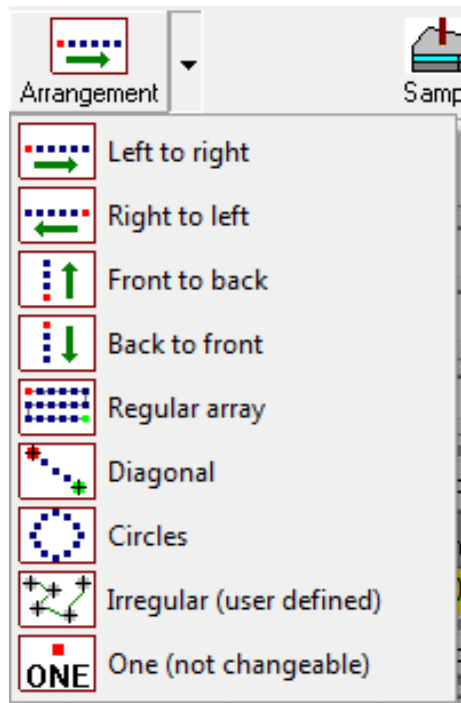 Arrangement
Samp
Left to right
Right to left
Front to back
Back to front
Regular array
Diagonal
Circles
Irregular (user defined)
ONE One (not changeable)